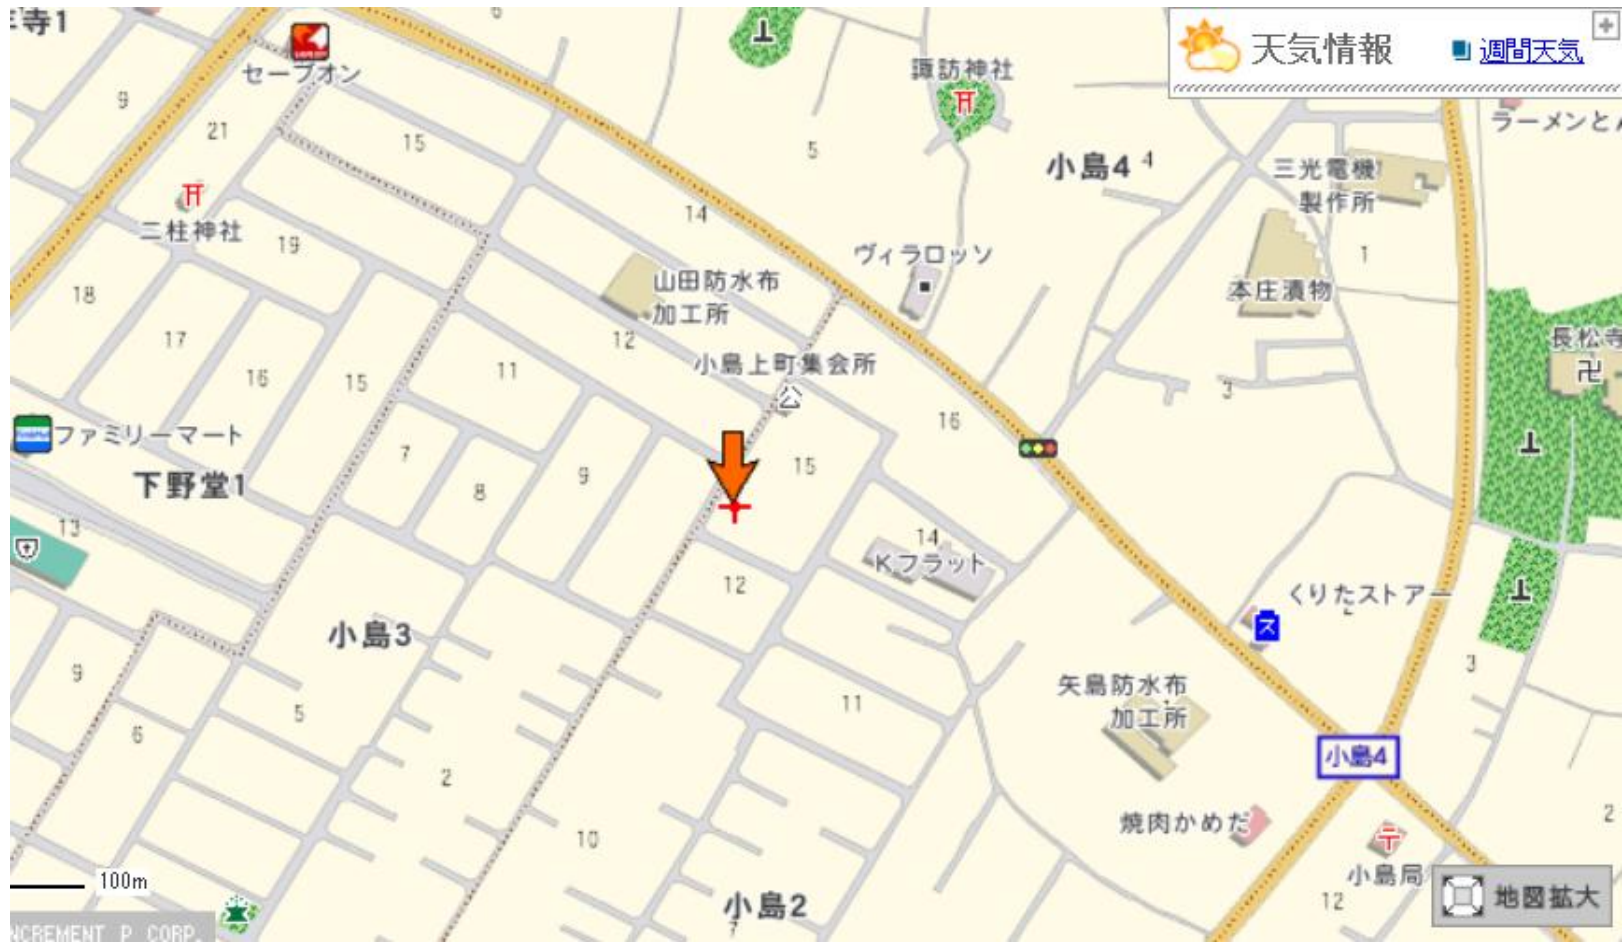 寺1
6
天気情報
週間天気
セーブオン
諏訪神社
ラーメンと
9
21
15
5
小島4
4
三光電機
製作所
二柱神社
19
14
ヴィラロッソ
1
18
山田防水布
加工所
本庄漬物
17
12
小島上町集会所
公
長松寺
卍
16
15
11
3
16
ファミリーマート
7
9
15
下野堂1
8
13
14
Kフラット
12
くりたストアー
2
ス
小島3
9
3
矢島防水布
加工所
1
11
5
6
小島4
2
焼肉かめだ
〒
2
10
小島局
100m
12
地図拡大
小島2
7
INCREMENT P CORP.